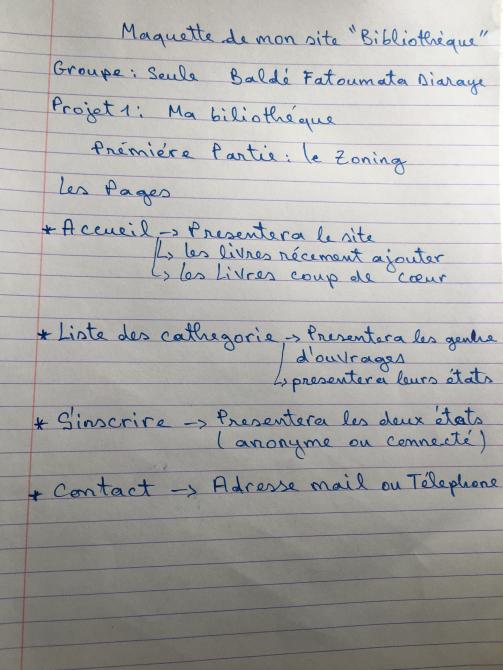 Maquette de mon site "Bibliothéque"
Groupe : Seule Baldé Fatoumata Diaraye
Projet 1 : Ma biliothéque
Prémiére Partie : le Zoning
Les Pages
* Accueil -> Presentera le site
↳ les livres récement ajouter
↳ les Livres coup de cœur
* Liste des cathegorie -> Presentera les genre
d'ouvrages
↳ presentera leurs états
* S'inscrire -> Presentera les deux états
(anonyme ou connecté)
* Contact -> Adresse mail ou Télephone